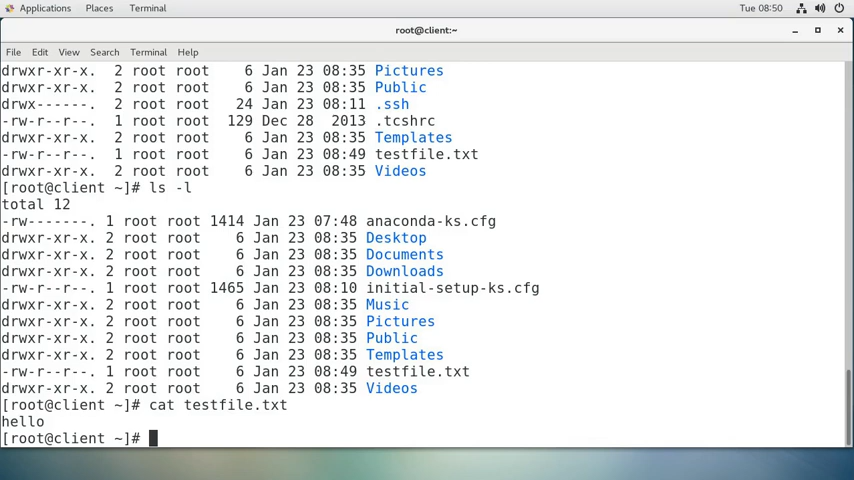 Applications Places Terminal Tue 08:50
root@client:~
File Edit View Search Terminal Help
drwxr-xr-x. 2 root root 6 Jan 23 08:35 Pictures
drwxr-xr-x. 2 root root 6 Jan 23 08:35 Public
drwx------. 2 root root 24 Jan 23 08:11 .ssh
-rw-r--r--. 1 root root 129 Dec 28 2013 .tcshrc
drwxr-xr-x. 2 root root 6 Jan 23 08:35 Templates
-rw-r--r--. 1 root root 6 Jan 23 08:49 testfile.txt
drwxr-xr-x. 2 root root 6 Jan 23 08:35 Videos
[root@client ~]# ls -l
total 12
-rw-------. 1 root root 1414 Jan 23 07:48 anaconda-ks.cfg
drwxr-xr-x. 2 root root 6 Jan 23 08:35 Desktop
drwxr-xr-x. 2 root root 6 Jan 23 08:35 Documents
drwxr-xr-x. 2 root root 6 Jan 23 08:35 Downloads
-rw-r--r--. 1 root root 1465 Jan 23 08:10 initial-setup-ks.cfg
drwxr-xr-x. 2 root root 6 Jan 23 08:35 Music
drwxr-xr-x. 2 root root 6 Jan 23 08:35 Pictures
drwxr-xr-x. 2 root root 6 Jan 23 08:35 Public
drwxr-xr-x. 2 root root 6 Jan 23 08:35 Templates
-rw-r--r--. 1 root root 6 Jan 23 08:49 testfile.txt
drwxr-xr-x. 2 root root 6 Jan 23 08:35 Videos
[root@client ~]# cat testfile.txt
hello
[root@client ~]#